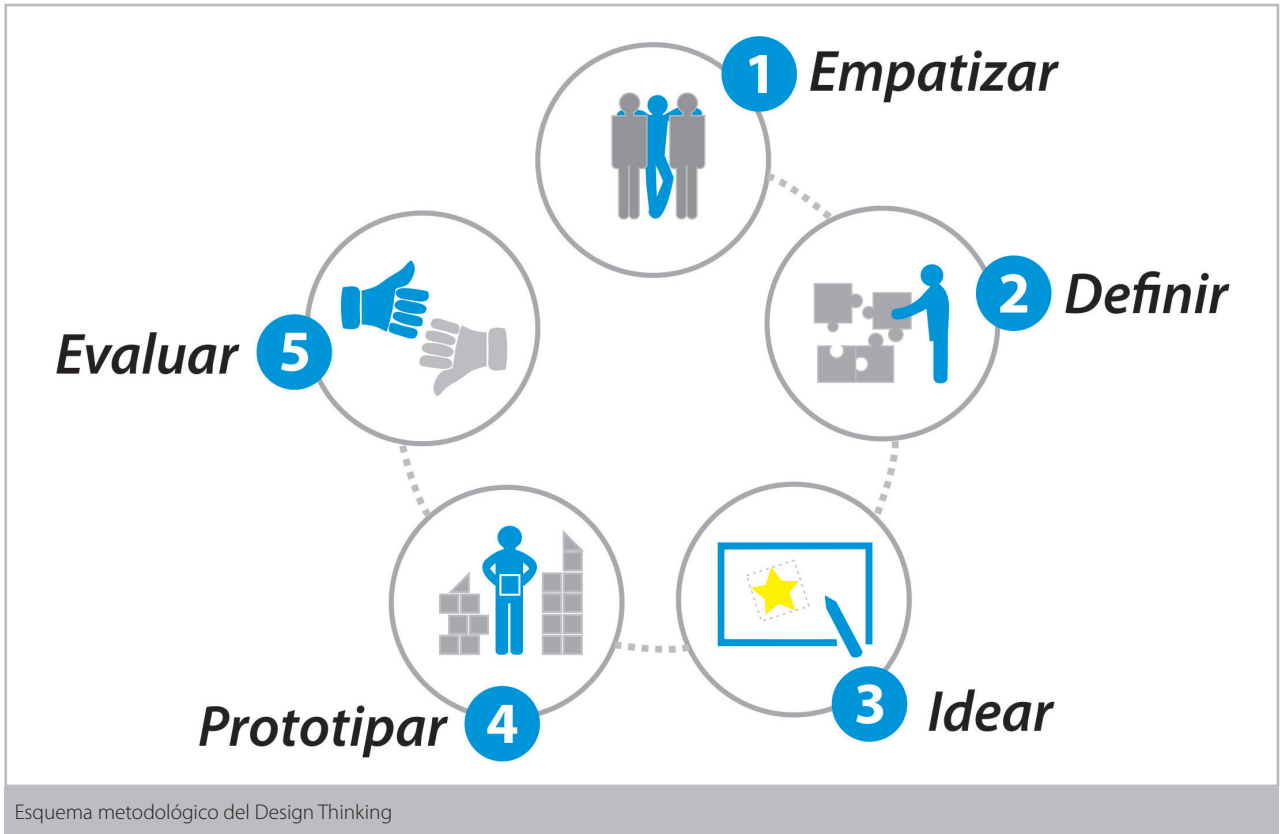 1 Empatizar
2 Definir
3 Idear
Prototipar 4
Evaluar 5
Esquema metodológico del Design Thinking